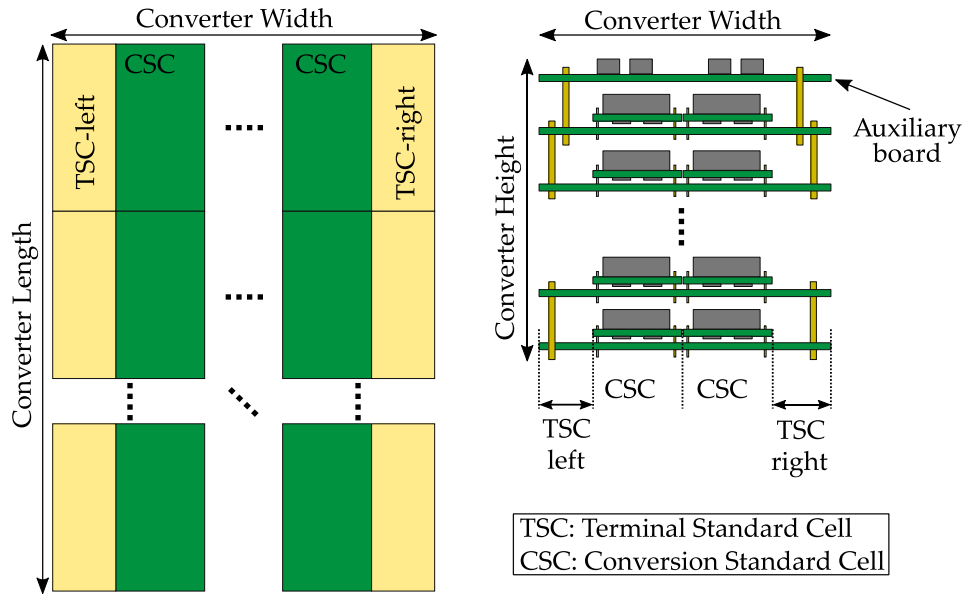 Converter Width
Converter Length
CSC
CSC
TSC-left
TSC-right
Converter Width
Converter Height
Auxiliary
board
CSC
CSC
TSC
left
TSC
right
TSC: Terminal Standard Cell
CSC: Conversion Standard Cell